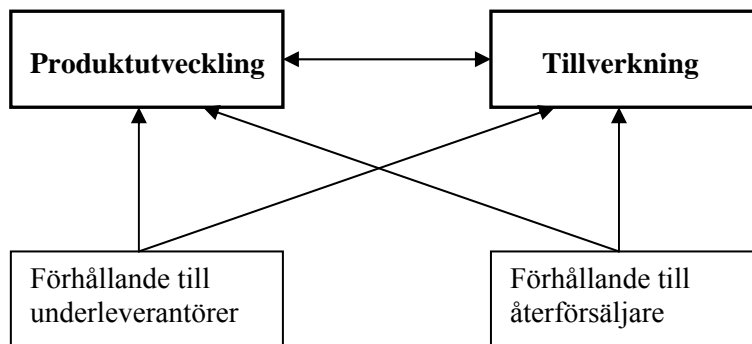 Produktutveckling
Tillverkning
Förhållande till
underleverantörer
Förhållande till
återförsäljare